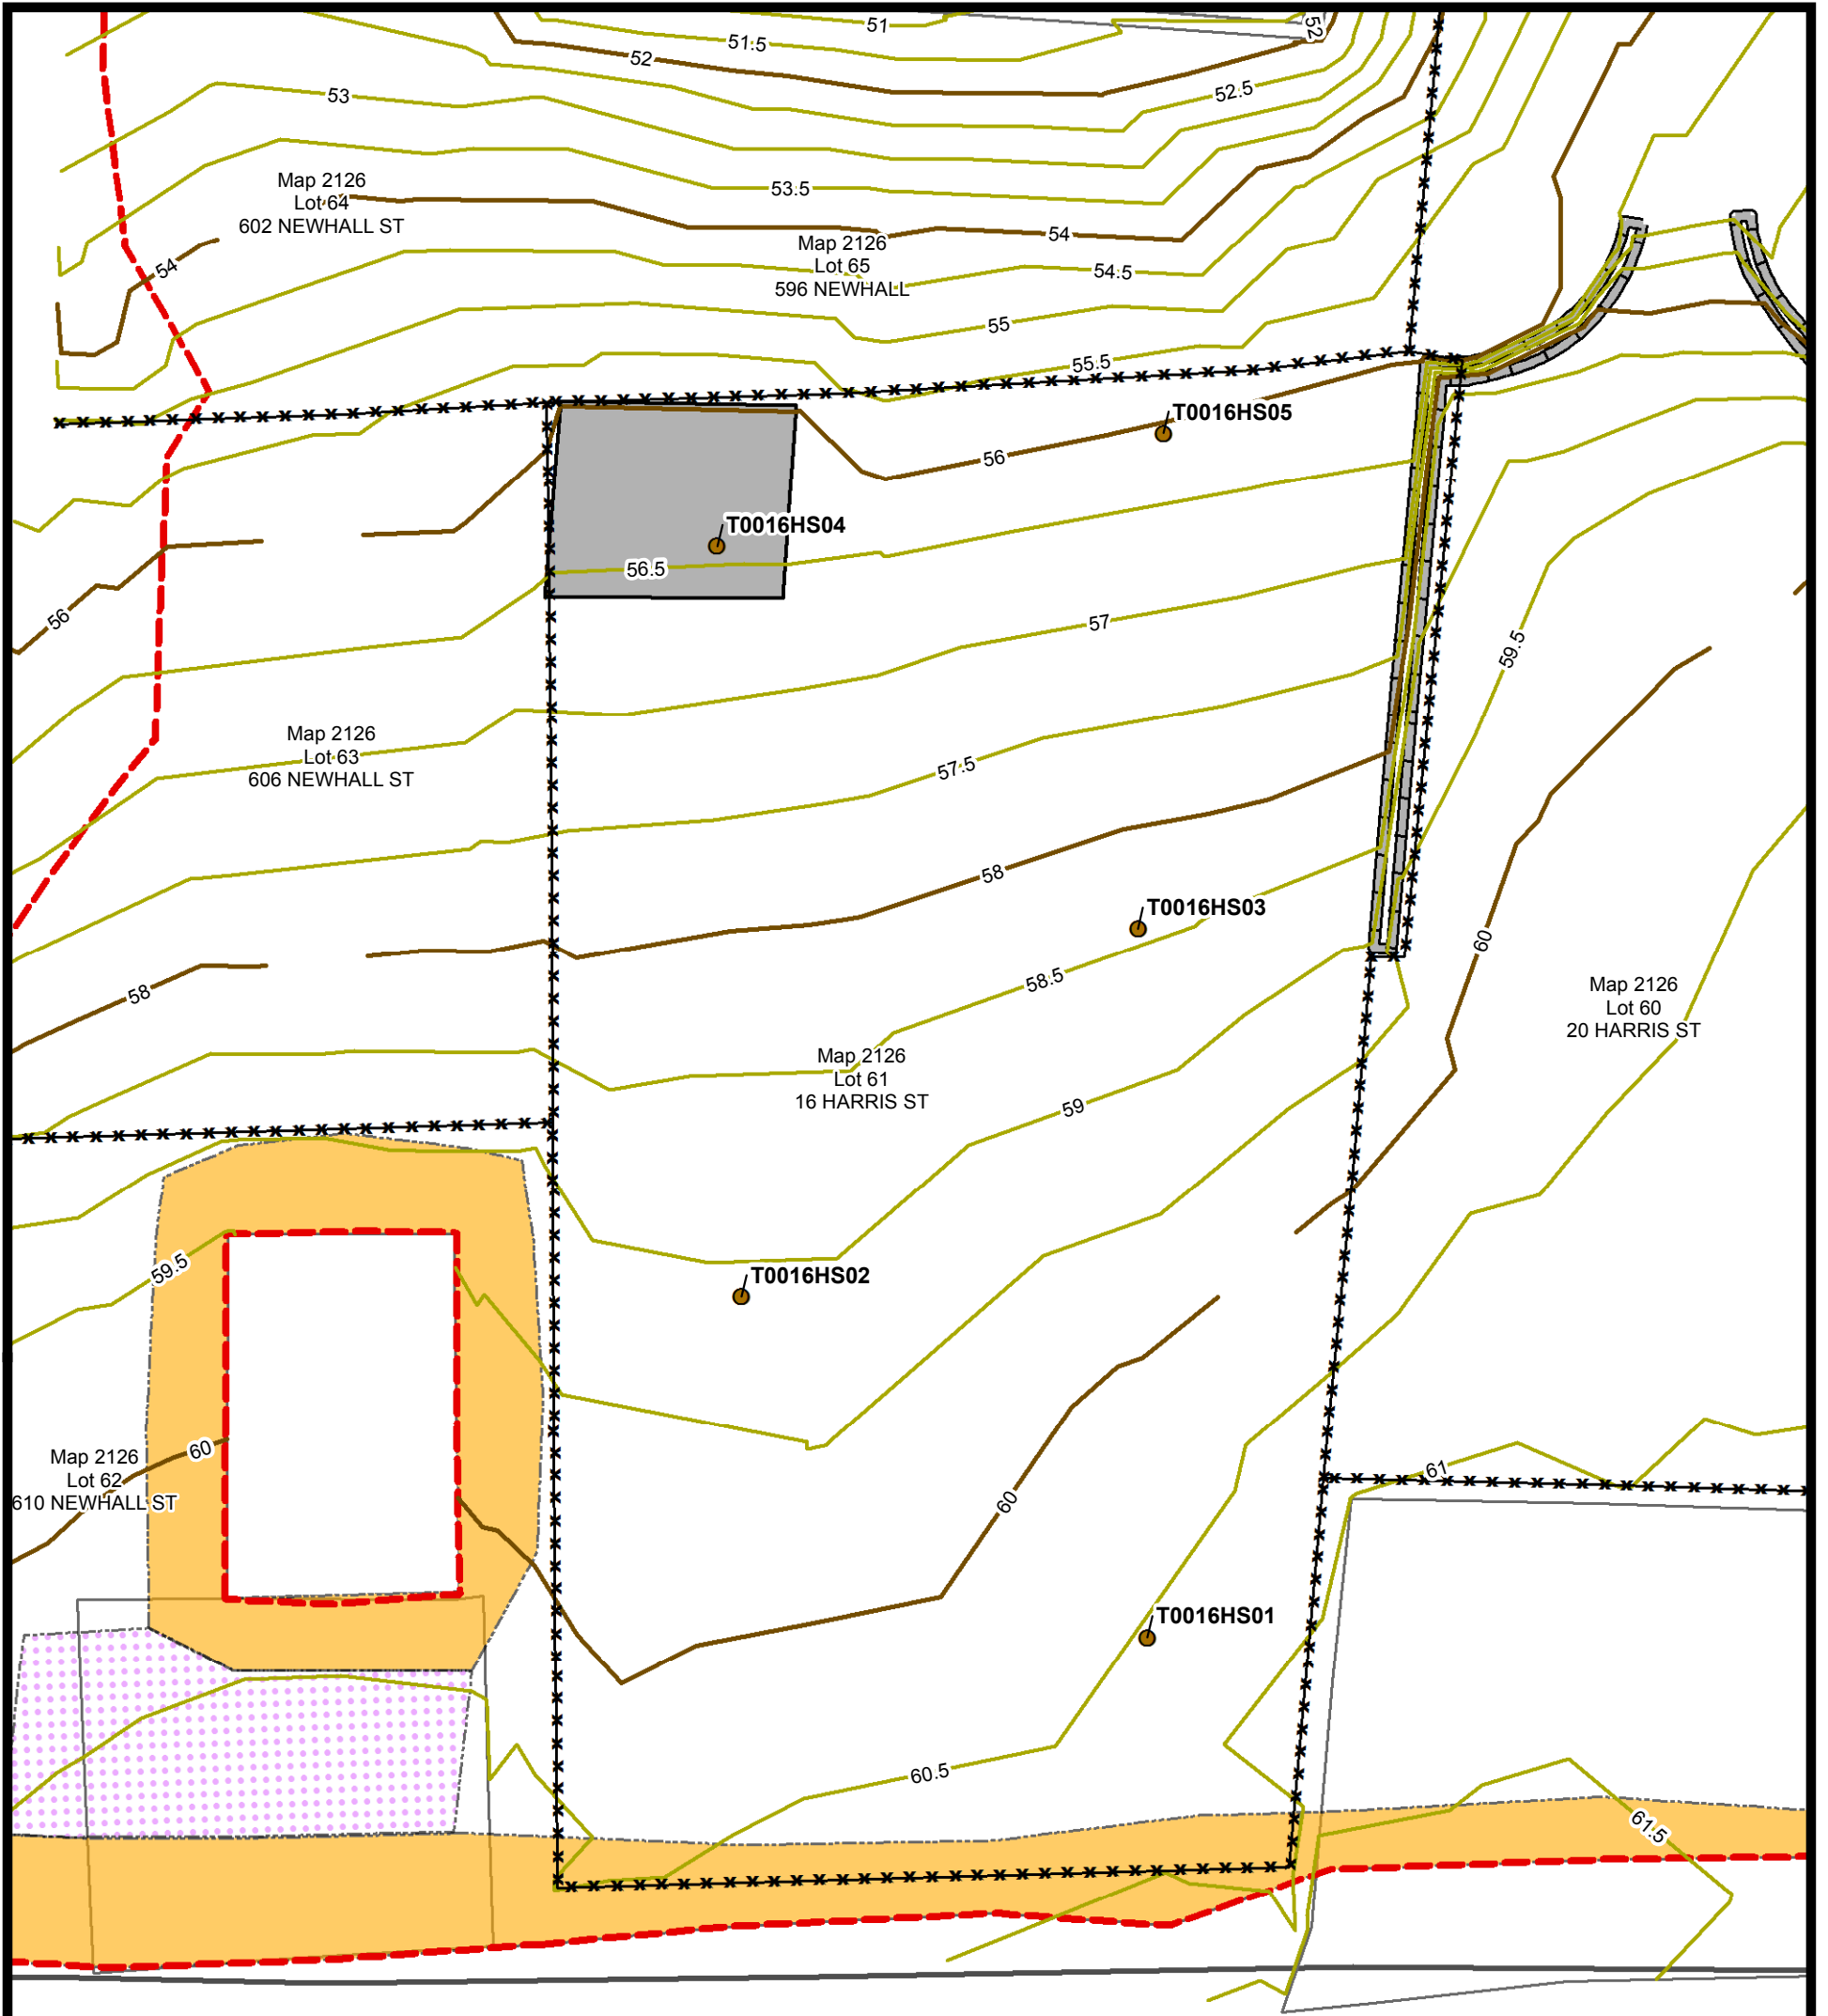 51
52
51.5
52
52.5
53
Map 2126
Lot 64
602 NEWHALL ST
53.5
54
Map 2126
Lot 65
596 NEWHALL
54
54.5
55
55.5
T0016HS05
56
T0016HS04
56.5
56
57
59.5
Map 2126
Lot 63
606 NEWHALL ST
57.5
58
T0016HS03
60
58.5
58
Map 2126
Lot 60
20 HARRIS ST
Map 2126
Lot 61
16 HARRIS ST
59
59.5
T0016HS02
60
Map 2126
Lot 62
610 NEWHALL ST
61
60
T0016HS01
60.5
61.5